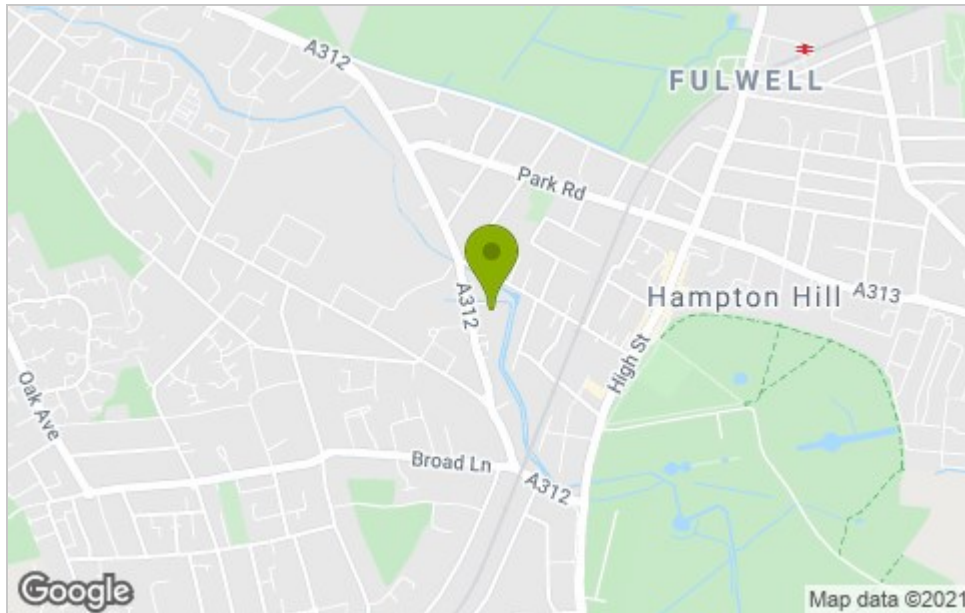 A312
FULWELL
Park Rd
A312
Hampton Hill
A313
High St
Oak Ave
Broad Ln
A312
Google
Map data ©2021